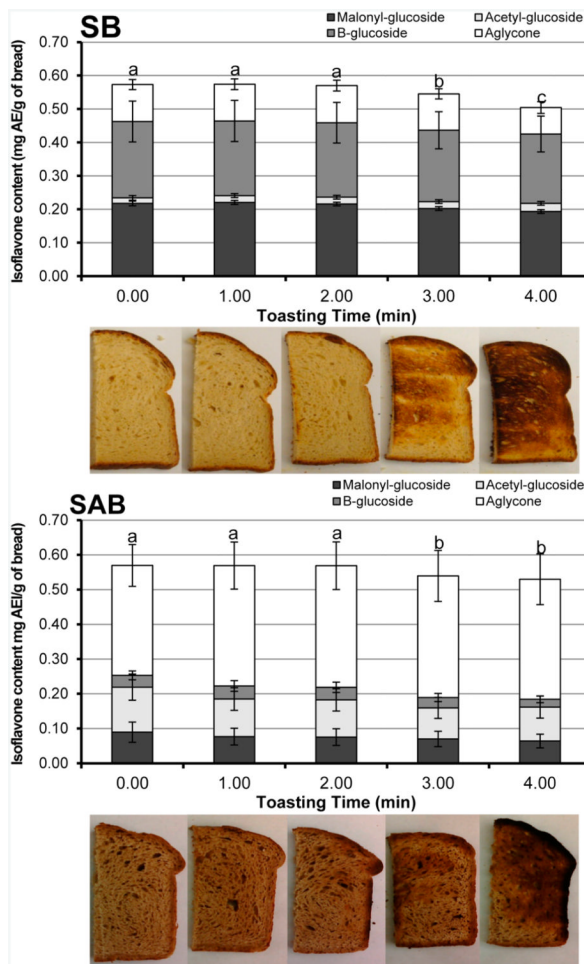 SB
Malonyl-glucoside Acetyl-glucoside
B-glucoside Aglycone
Isoflavone content (mg AE/g of bread)
0.70
0.60
0.50
0.40
0.30
0.20
0.10
0.00
a a a b c
0.00 1.00 2.00 3.00 4.00
Toasting Time (min)
Malonyl-glucoside Acetyl-glucoside
SAB
B-glucoside Aglycone
Isoflavone content mg AEI/g of bread)
0.70
0.60
0.50
0.40
0.30
0.20
0.10
0.00
a a a b b
0.00 1.00 2.00 3.00 4.00
Toasting Time (min)